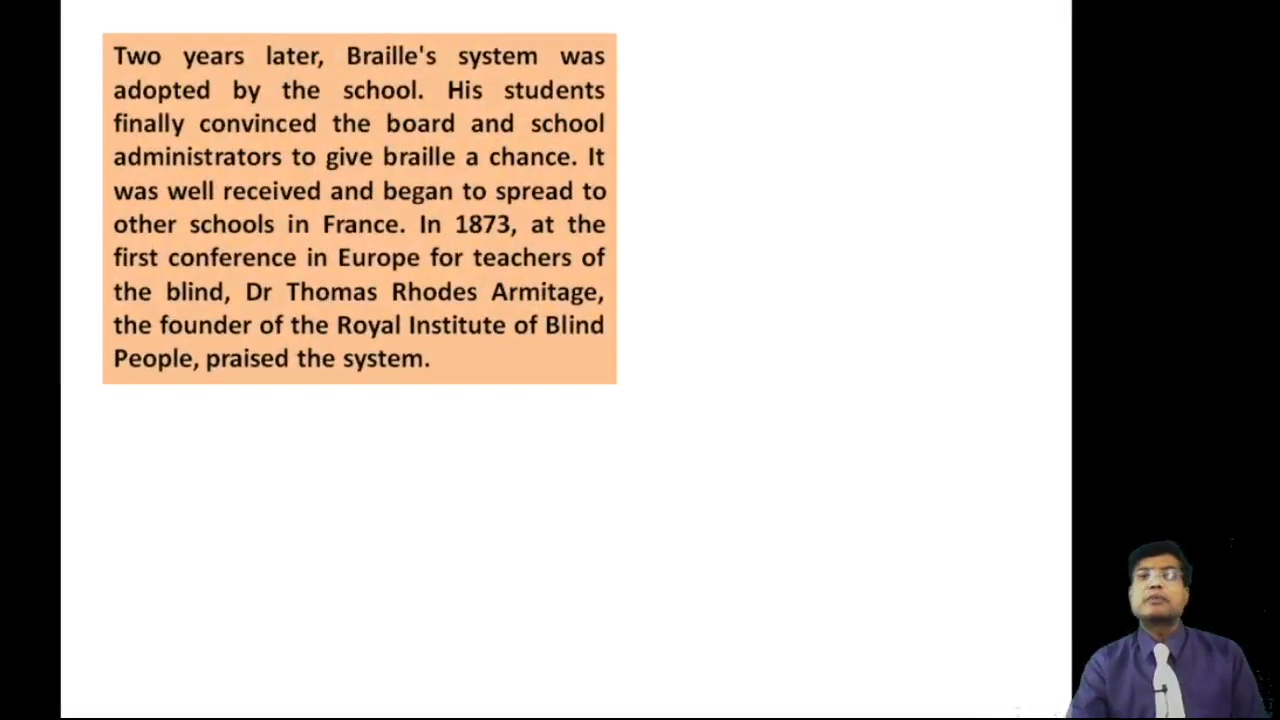 Two years later, Braille's system was
adopted by the school. His students
finally convinced the board and school
administrators to give braille a chance. It
was well received and began to spread to
other schools in France. In 1873, at the
first conference in Europe for teachers of
the blind, Dr Thomas Rhodes Armitage,
the founder of the Royal Institute of Blind
People, praised the system.